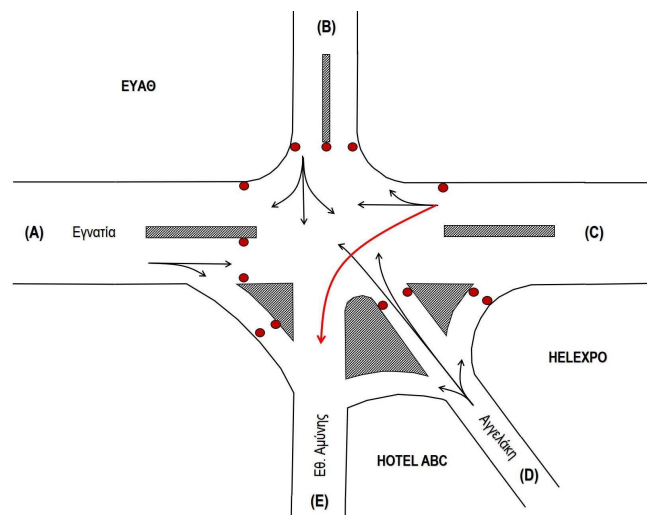 (B)
ΕΥΑΘ
(A) Εγνατία
(C)
HELEXPO
Αγγελάκη
(D)
Εθ. Αμύνης
(E)
HOTEL ABC